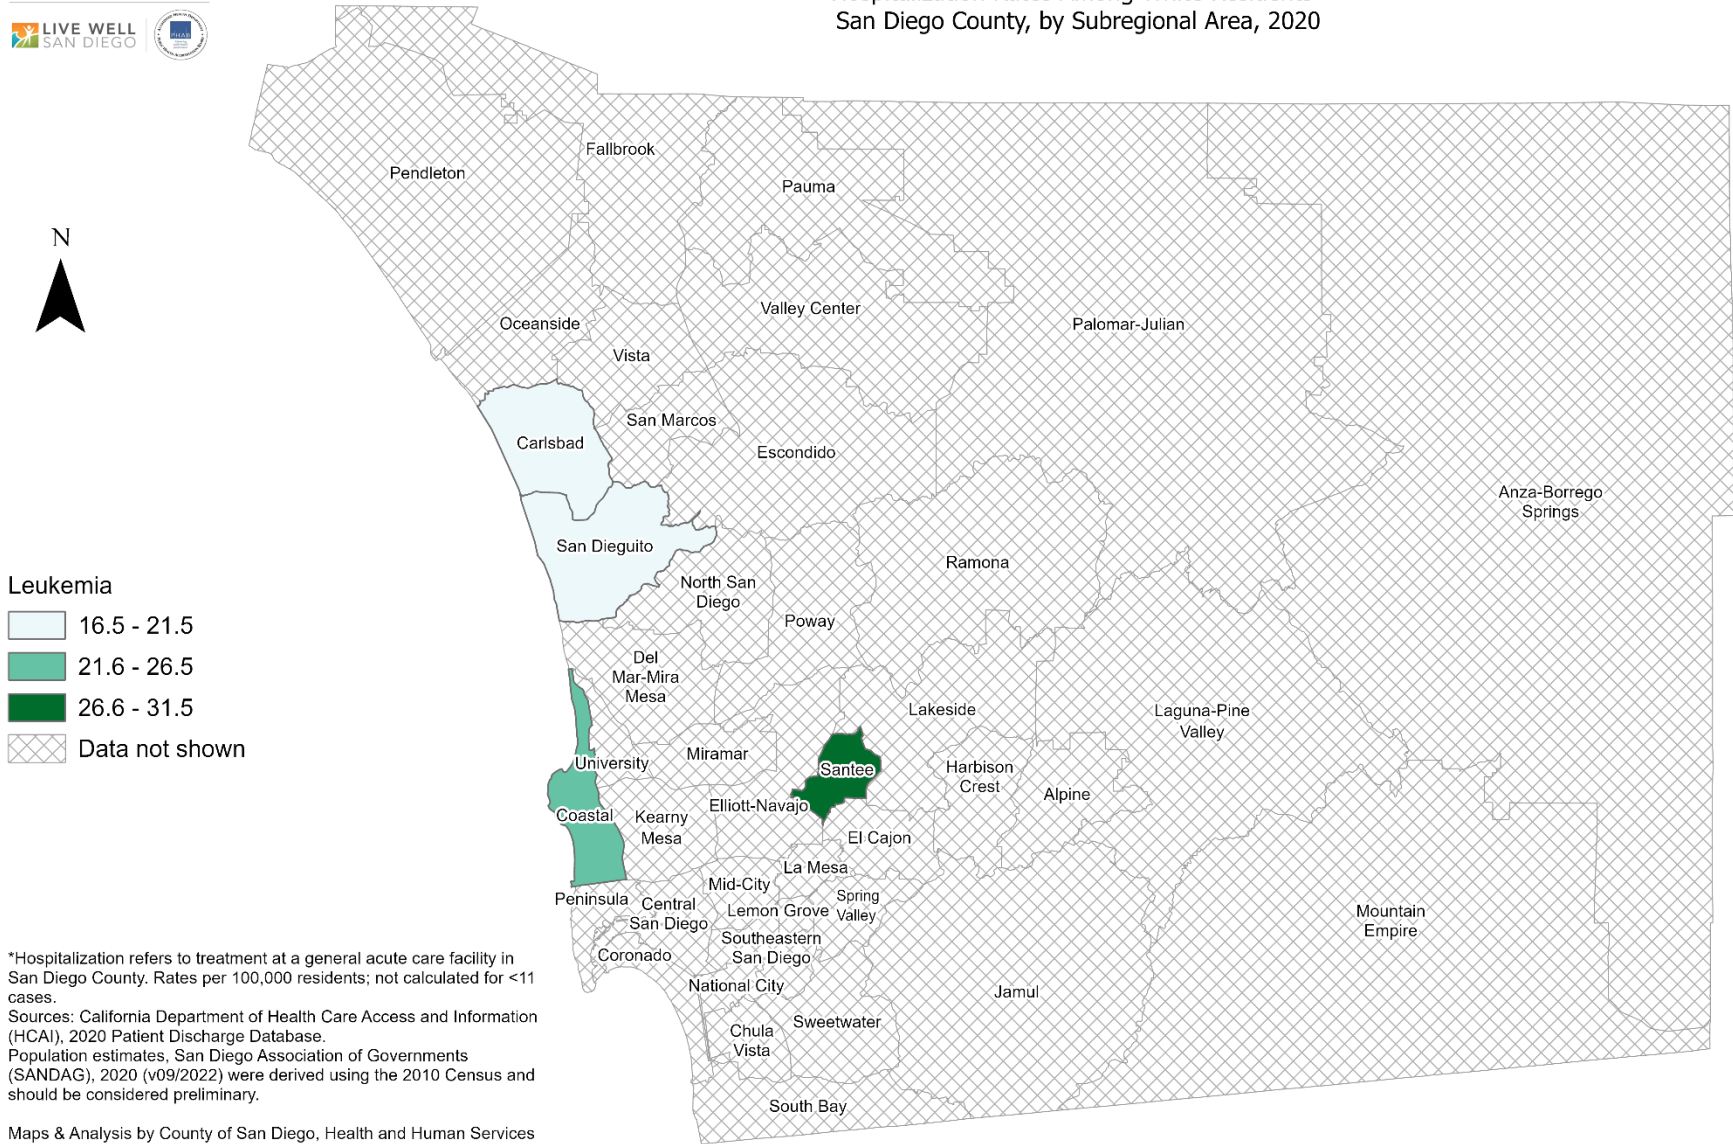 San Diego County, by Subregional Area, 2020
LIVE WELL
SAN DIEGO
PHAB
N
Fallbrook
Pendleton
Pauma
Valley Center
Oceanside
Palomar-Julian
Vista
San Marcos
Carlsbad
Escondido
Anza-Borrego
Springs
San Dieguito
Ramona
North San
Diego
Poway
Del
Mar-Mira
Mesa
Lakeside
Laguna-Pine
Valley
Miramar
University
Santee
Harbison
Crest
Alpine
Elliott-Navajo
Coastal
Kearny
Mesa
El Cajon
La Mesa
Mid-City
Peninsula
Central
San Diego
Lemon Grove
Spring
Valley
Mountain
Empire
Southeastern
San Diego
Coronado
National City
Jamul
Sweetwater
Chula
Vista
South Bay
Leukemia
16.5 - 21.5
21.6 - 26.5
26.6 - 31.5
Data not shown
*Hospitalization refers to treatment at a general acute care facility in
San Diego County. Rates per 100,000 residents; not calculated for <11
cases.
Sources: California Department of Health Care Access and Information
(HCAI), 2020 Patient Discharge Database.
Population estimates, San Diego Association of Governments
(SANDAG), 2020 (v09/2022) were derived using the 2010 Census and
should be considered preliminary.
Maps & Analysis by County of San Diego, Health and Human Services